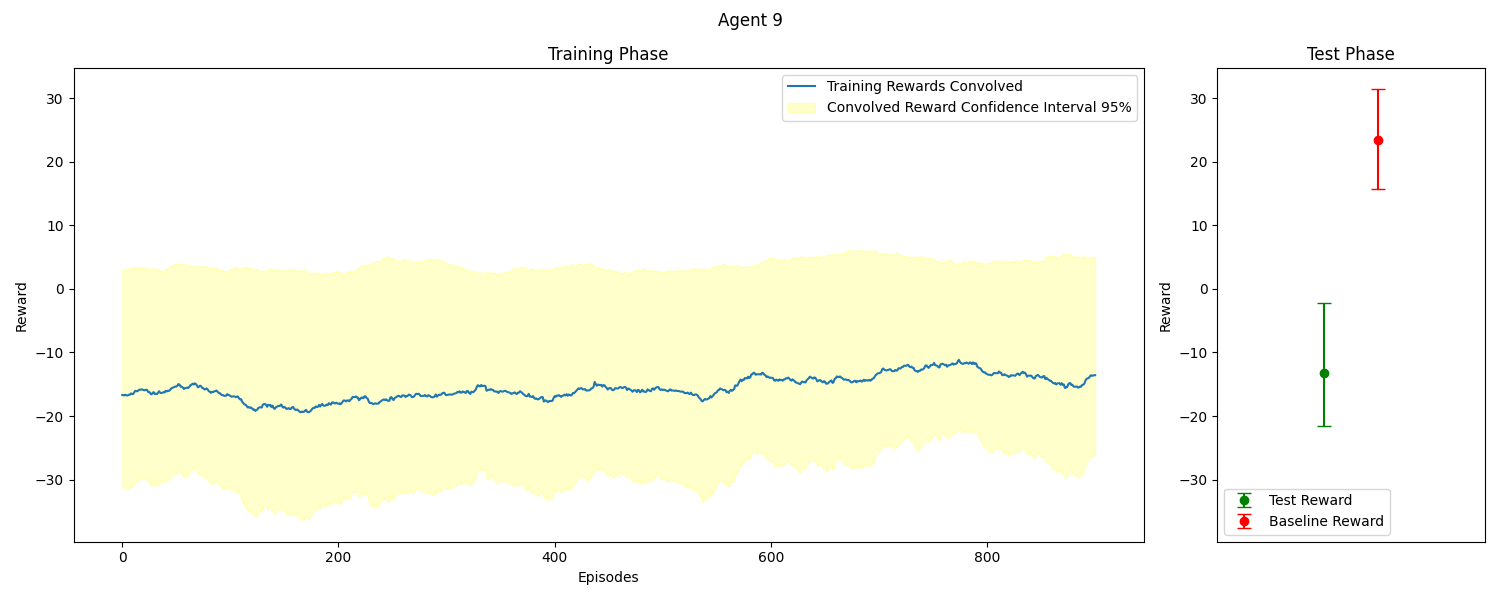 Agent 9
Training Phase
Reward
30
20
10
0
−10
−20
−30
Training Rewards Convolved
Convolved Reward Confidence Interval 95%
0
200
400
600
800
Episodes
Test Phase
Reward
30
20
10
0
−10
−20
−30
Test Reward
Baseline Reward